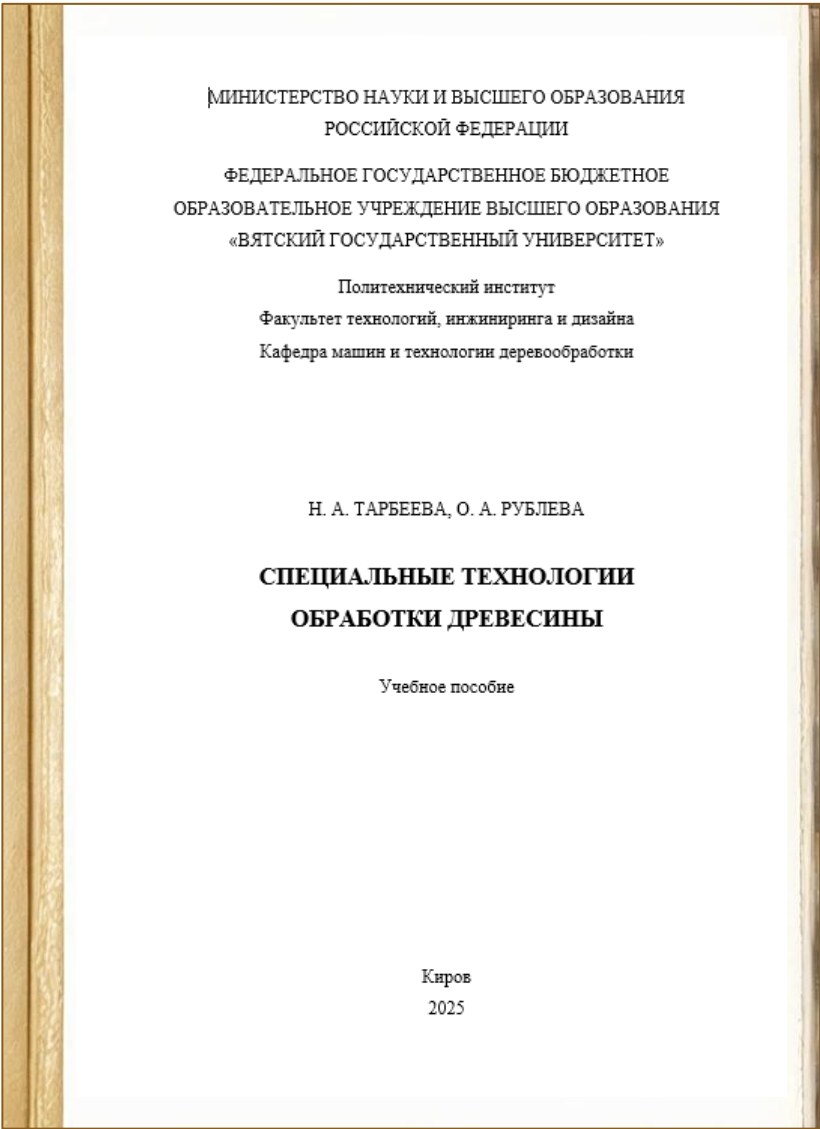 МИНИСТЕРСТВО НАУКИ И ВЫСШЕГО ОБРАЗОВАНИЯ
РОССИЙСКОЙ ФЕДЕРАЦИИ
ФЕДЕРАЛЬНОЕ ГОСУДАРСТВЕННОЕ БЮДЖЕТНОЕ
ОБРАЗОВАТЕЛЬНОЕ УЧРЕЖДЕНИЕ ВЫСШЕГО ОБРАЗОВАНИЯ
«ВЯТСКИЙ ГОСУДАРСТВЕННЫЙ УНИВЕРСИТЕТ»
Политехнический институт
Факультет технологий, инжиниринга и дизайна
Кафедра машин и технологии деревообработки
Н. А. ТАРБЕЕВА, О. А. РУБЛЕВА
СПЕЦИАЛЬНЫЕ ТЕХНОЛОГИИ
ОБРАБОТКИ ДРЕВЕСИНЫ
Учебное пособие
Киров
2025